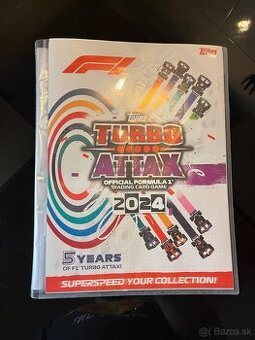 F1
Topps
Topps
TURBO
ATTAX
OFFICIAL FORMULA 1®
TRADING CARD GAME
2024
5 YEARS
OF F1® TURBO ATTAX!
SUPERSPEED YOUR COLLECTION!
© Bazos.sk